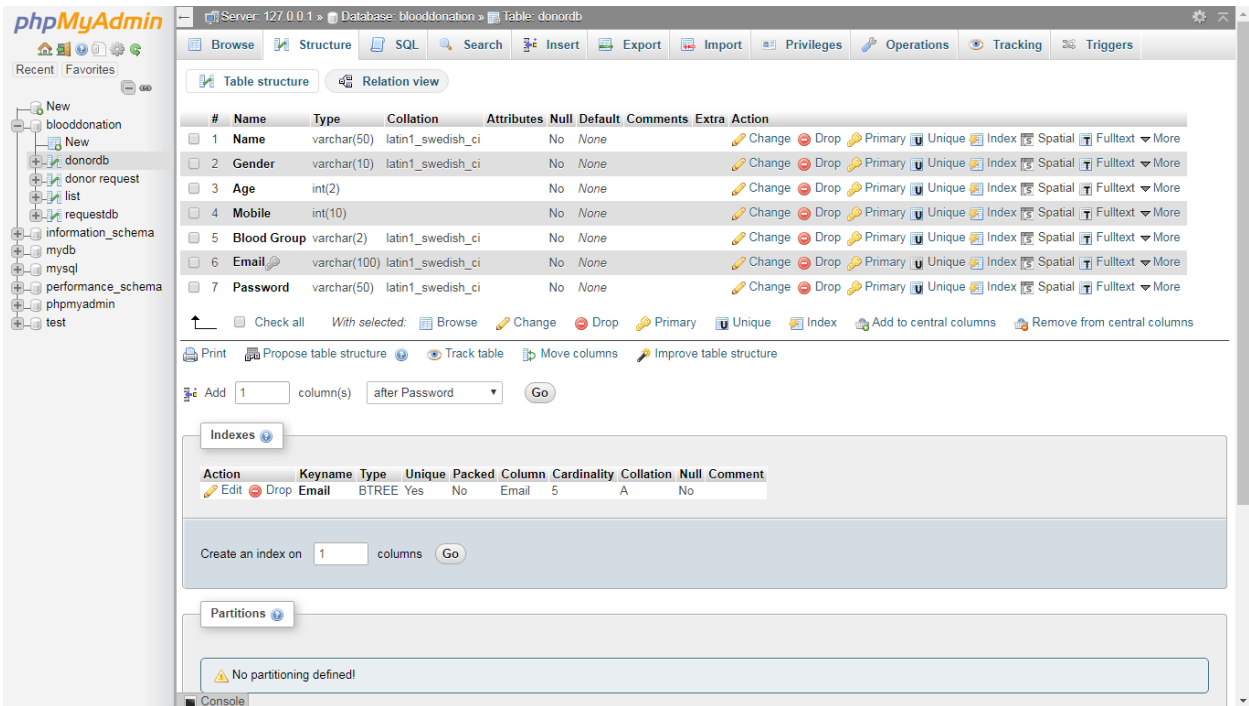 phpMyAdmin
Recent Favorites
New
blooddonation
New
donordb
donor request
list
requestdb
information_schema
mydb
mysql
performance_schema
phpmyadmin
test
Server: 127.0.0.1 » Database: blooddonation » Table: donordb
Browse Structure SQL Search Insert Export Import Privileges Operations Tracking Triggers
Table structure Relation view
# Name Type Collation Attributes Null Default Comments Extra Action
1 Name varchar(50) latin1_swedish_ci No None Change Drop Primary Unique Index Spatial Fulltext More
2 Gender varchar(10) latin1_swedish_ci No None Change Drop Primary Unique Index Spatial Fulltext More
3 Age int(2) No None Change Drop Primary Unique Index Spatial Fulltext More
4 Mobile int(10) No None Change Drop Primary Unique Index Spatial Fulltext More
5 Blood Group varchar(2) latin1_swedish_ci No None Change Drop Primary Unique Index Spatial Fulltext More
6 Email varchar(100) latin1_swedish_ci No None Change Drop Primary Unique Index Spatial Fulltext More
7 Password varchar(50) latin1_swedish_ci No None Change Drop Primary Unique Index Spatial Fulltext More
Check all With selected: Browse Change Drop Primary Unique Index Add to central columns Remove from central columns
Print Propose table structure Track table Move columns Improve table structure
Add 1 column(s) after Password Go
Indexes
Action Keyname Type Unique Packed Column Cardinality Collation Null Comment
Edit Drop Email BTREE Yes No Email 5 A No
Create an index on 1 columns Go
Partitions
No partitioning defined!
Console